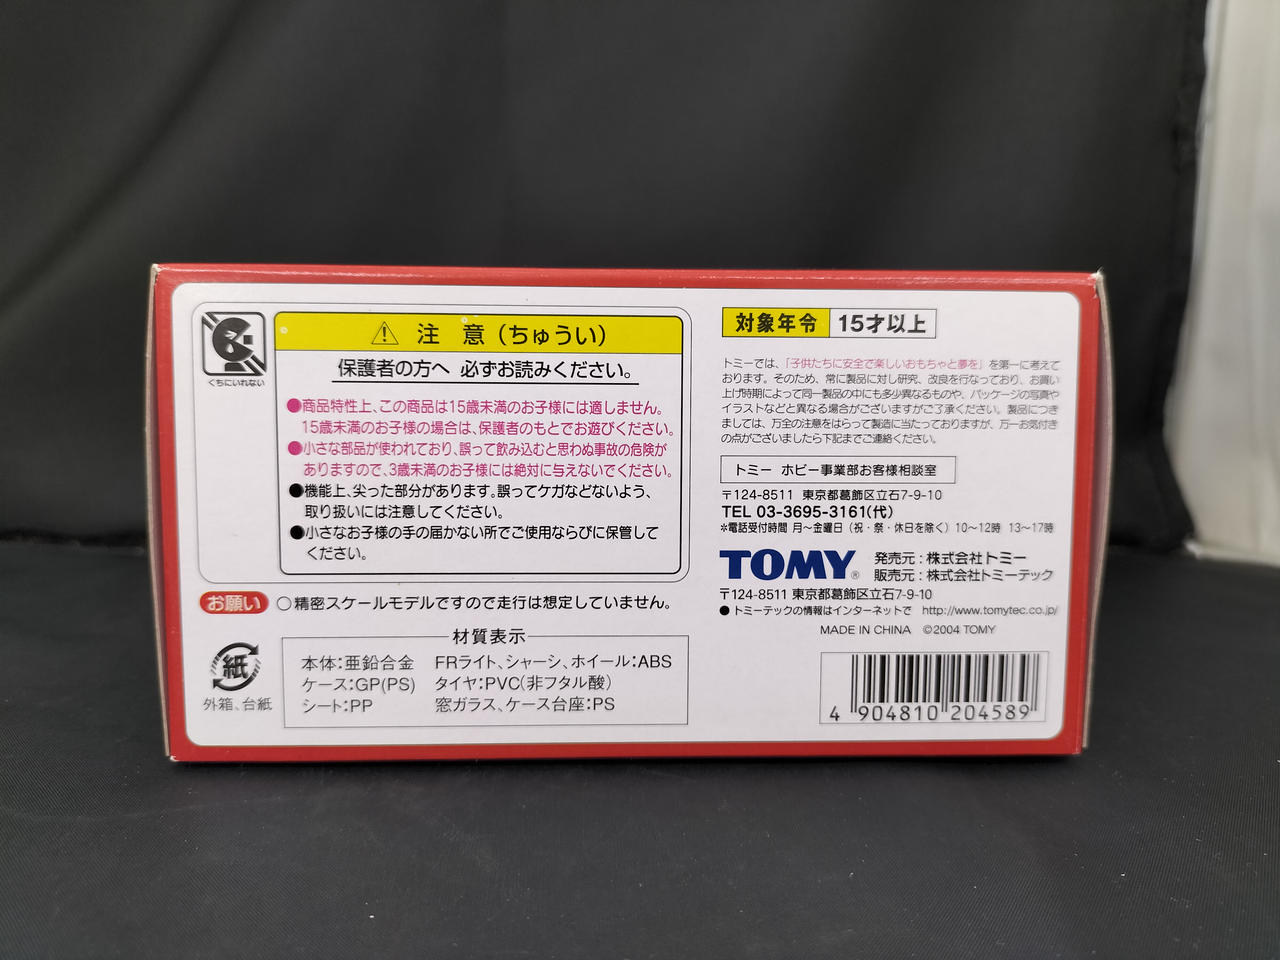 くちにいれない
注 意（ちゅうい）
保護者の方へ 必ずお読みください。
●商品特性上、この商品は15歳未満のお子様には適しません。
15歳未満のお子様の場合は、保護者のもとでお遊びください。
●小さな部品が使われており、誤って飲み込むと思わぬ事故の危険が
ありますので、3歳未満のお子様には絶対に与えないでください。
●機能上、尖った部分があります。誤ってケガなどないよう、
取り扱いには注意してください。
●小さなお子様の手の届かない所でご使用ならびに保管して
ください。
お願い ○精密スケールモデルですので走行は想定していません。
紙
外箱、台紙
材質表示
本体：亜鉛合金 FRライト、シャーシ、ホイール：ABS
ケース：GP(PS) タイヤ：PVC(非フタル酸)
シート：PP 窓ガラス、ケース台座：PS
対象年令 15才以上
トミーでは、「子供たちに安全で楽しいおもちゃと夢を」を第一に考えて
おります。そのため、常に製品に対し研究、改良を行なっており、お買い
上げ時期によって同一製品の中にも多少異なるものや、パッケージの写真や
イラストなどと異なる場合がございますがご了承ください。製品につき
ましては、万全の注意をはらって製造に当たっておりますが、万一お気付き
の点がございましたら下記までご連絡ください。
トミー ホビー事業部お客様相談室
〒124-8511 東京都葛飾区立石7-9-10
TEL 03-3695-3161(代)
＊電話受付時間 月～金曜日（祝・祭・休日を除く）10～12時 13～17時
TOMY® 発売元：株式会社トミー
販売元：株式会社トミーテック
〒124-8511 東京都葛飾区立石7-9-10
●トミーテックの情報はインターネットで http://www.tomytec.co.jp/
MADE IN CHINA ©2004 TOMY
4 904810 204589